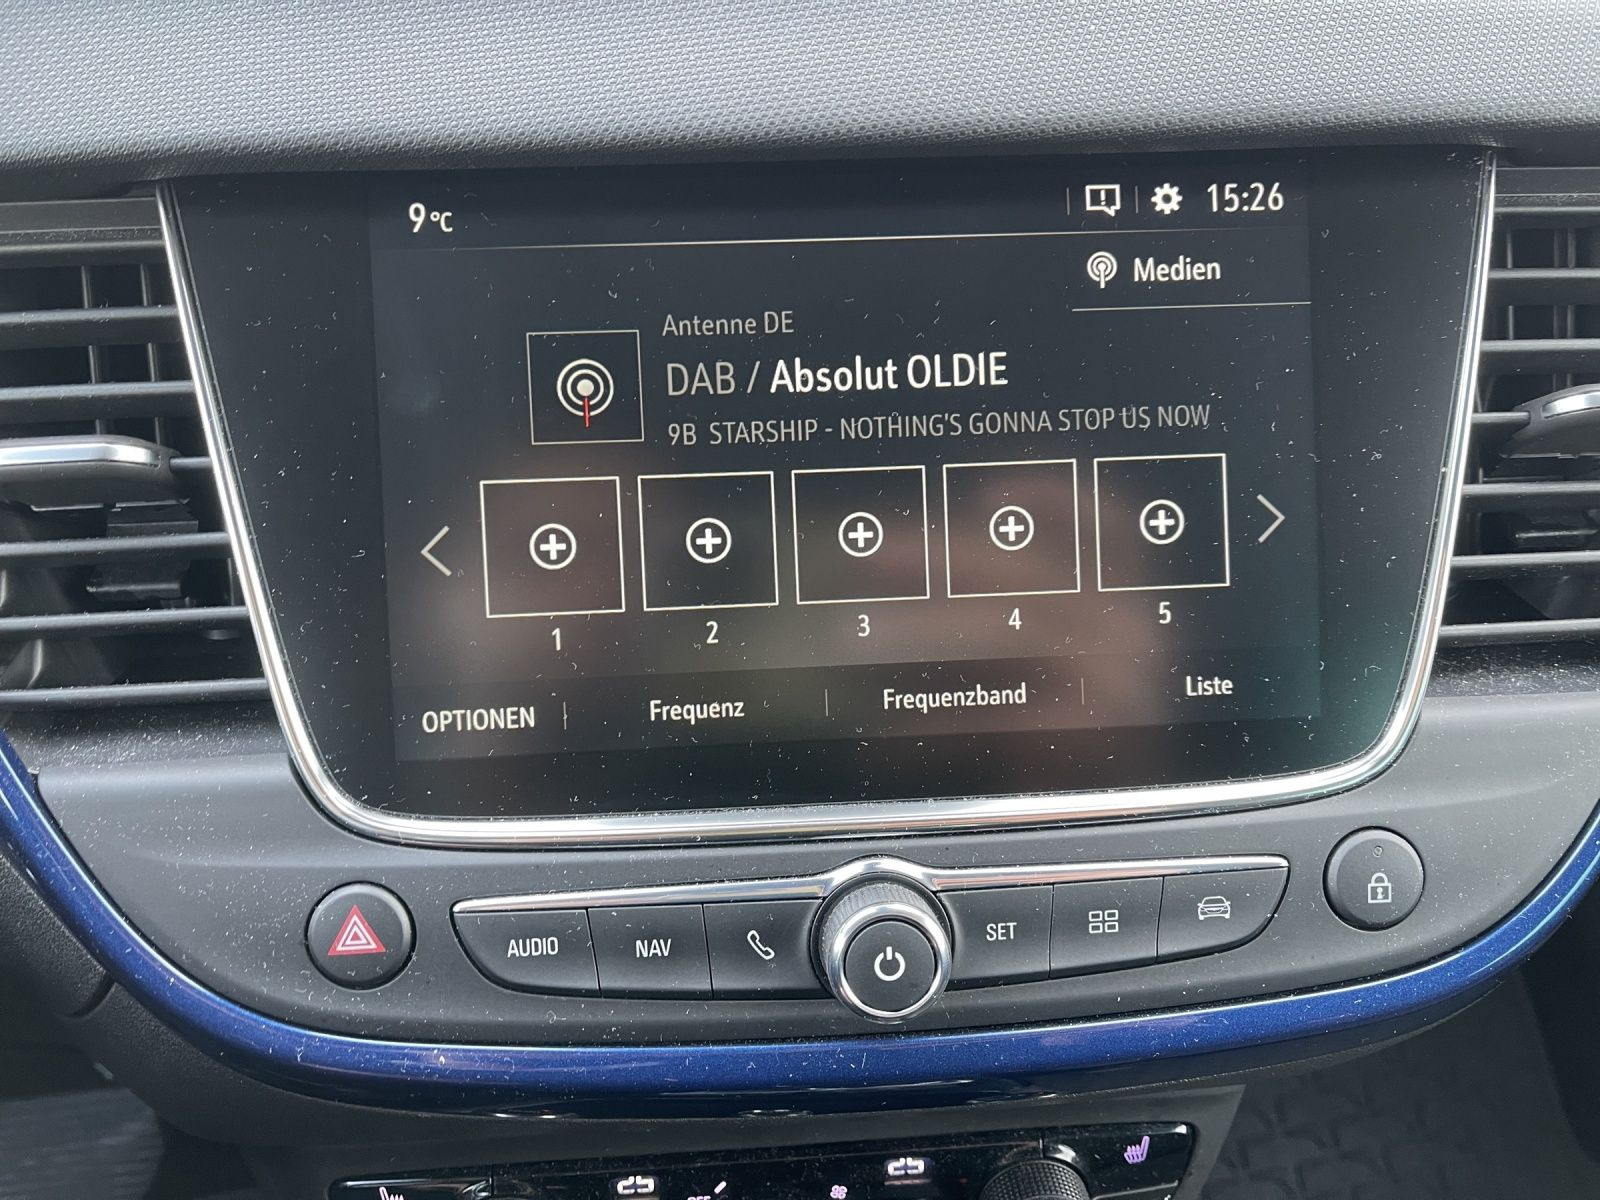 9°C 15:26
Medien
Antenne DE
DAB / Absolut OLDIE
9B STARSHIP - NOTHING'S GONNA STOP US NOW
1 2 3 4 5
OPTIONEN Frequenz Frequenzband Liste
AUDIO NAV SET